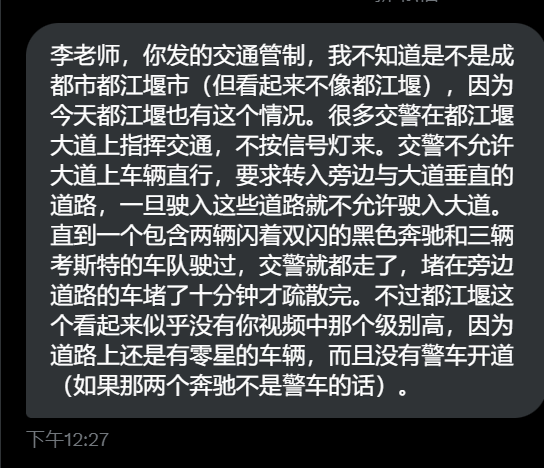 李老师，你发的交通管制，我不知道是不是成
都市都江堰市（但看起来不像都江堰），因为
今天都江堰也有这个情况。很多交警在都江堰
大道上指挥交通，不按信号灯来。交警不允许
大道上车辆直行，要求转入旁边与大道垂直的
道路，一旦驶入这些道路就不允许驶入大道。
直到一个包含两辆闪着双闪的黑色奔驰和三辆
考斯特的车队驶过，交警就都走了，堵在旁边
道路的车堵了十分钟才疏散完。不过都江堰这
个看起来似乎没有你视频中那个级别高，因为
道路上还是有零星的车辆，而且没有警车开道
（如果那两个奔驰不是警车的话）。
下午12:27